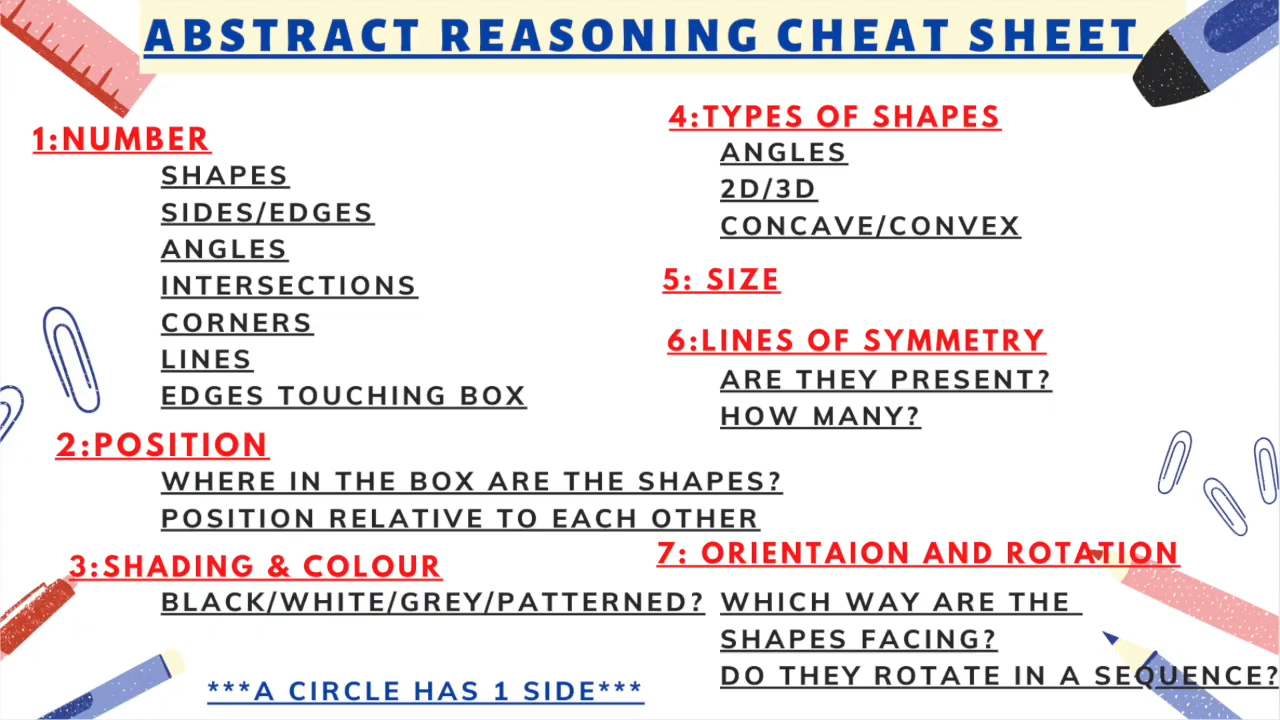 ABSTRACT REASONING CHEAT SHEET
1:NUMBER
SHAPES
SIDES/EDGES
ANGLES
INTERSECTIONS
CORNERS
LINES
EDGES TOUCHING BOX
2:POSITION
WHERE IN THE BOX ARE THE SHAPES?
POSITION RELATIVE TO EACH OTHER
3:SHADING & COLOUR
BLACK/WHITE/GREY/PATTERNED?
***A CIRCLE HAS 1 SIDE***
4:TYPES OF SHAPES
ANGLES
2D/3D
CONCAVE/CONVEX
5: SIZE
6:LINES OF SYMMETRY
ARE THEY PRESENT?
HOW MANY?
7: ORIENTAION AND ROTATION
WHICH WAY ARE THE
SHAPES FACING?
DO THEY ROTATE IN A SEQUENCE?